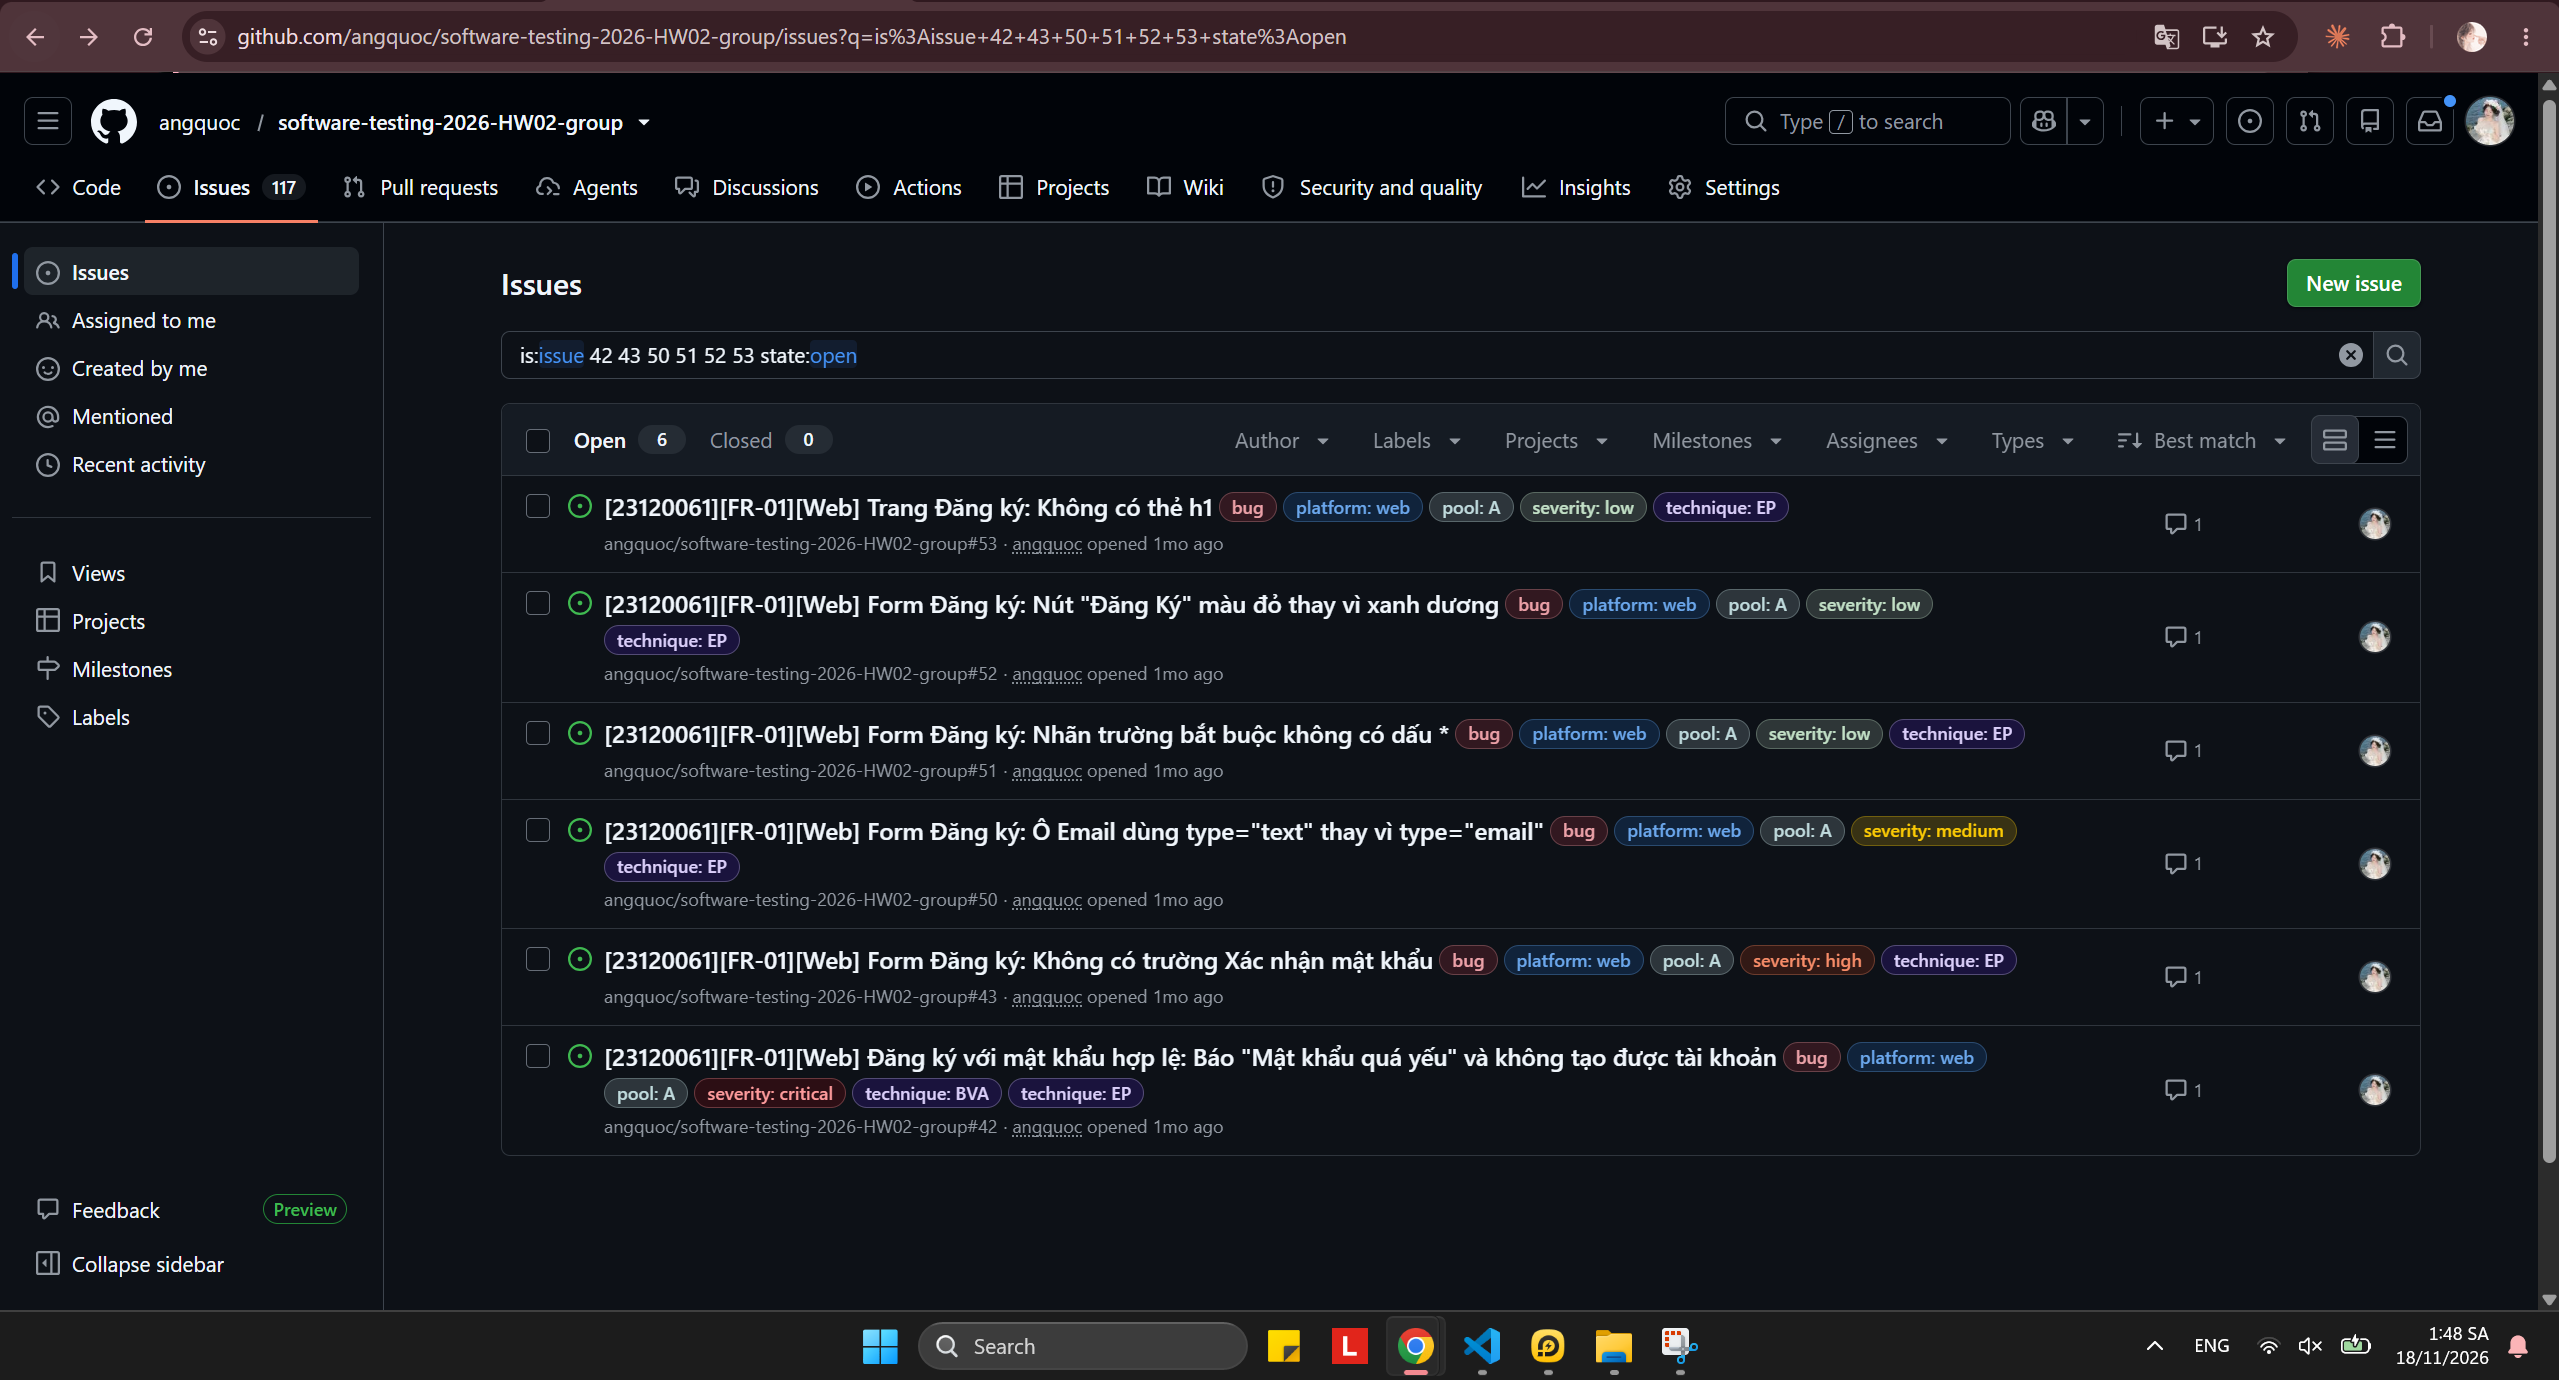 github.com/angquoc/software-testing-2026-HW02-group/issues?q=is%3Aissue+42+43+50+51+52+53+state%3Aopen
angquoc / software-testing-2026-HW02-group
Type / to search
Code
Issues 117
Pull requests
Agents
Discussions
Actions
Projects
Wiki
Security and quality
Insights
Settings
Issues
Assigned to me
Created by me
Mentioned
Recent activity
Views
Projects
Milestones
Labels
Feedback Preview
Collapse sidebar
Issues
New issue
is:issue 42 43 50 51 52 53 state:open
Open 6 Closed 0 Author Labels Projects Milestones Assignees Types Best match
[23120061][FR-01][Web] Trang Đăng ký: Không có thẻ h1 bug platform: web pool: A severity: low technique: EP
angquoc/software-testing-2026-HW02-group#53 · angquoc opened 1mo ago
1
[23120061][FR-01][Web] Form Đăng ký: Nút "Đăng Ký" màu đỏ thay vì xanh dương bug platform: web pool: A severity: low
technique: EP
angquoc/software-testing-2026-HW02-group#52 · angquoc opened 1mo ago
1
[23120061][FR-01][Web] Form Đăng ký: Nhãn trường bắt buộc không có dấu * bug platform: web pool: A severity: low technique: EP
angquoc/software-testing-2026-HW02-group#51 · angquoc opened 1mo ago
1
[23120061][FR-01][Web] Form Đăng ký: Ô Email dùng type="text" thay vì type="email" bug platform: web pool: A severity: medium
technique: EP
angquoc/software-testing-2026-HW02-group#50 · angquoc opened 1mo ago
1
[23120061][FR-01][Web] Form Đăng ký: Không có trường Xác nhận mật khẩu bug platform: web pool: A severity: high technique: EP
angquoc/software-testing-2026-HW02-group#43 · angquoc opened 1mo ago
1
[23120061][FR-01][Web] Đăng ký với mật khẩu hợp lệ: Báo "Mật khẩu quá yếu" và không tạo được tài khoản bug platform: web
pool: A severity: critical technique: BVA technique: EP
angquoc/software-testing-2026-HW02-group#42 · angquoc opened 1mo ago
1
Search
L
ENG
1:48 SA
18/11/2026